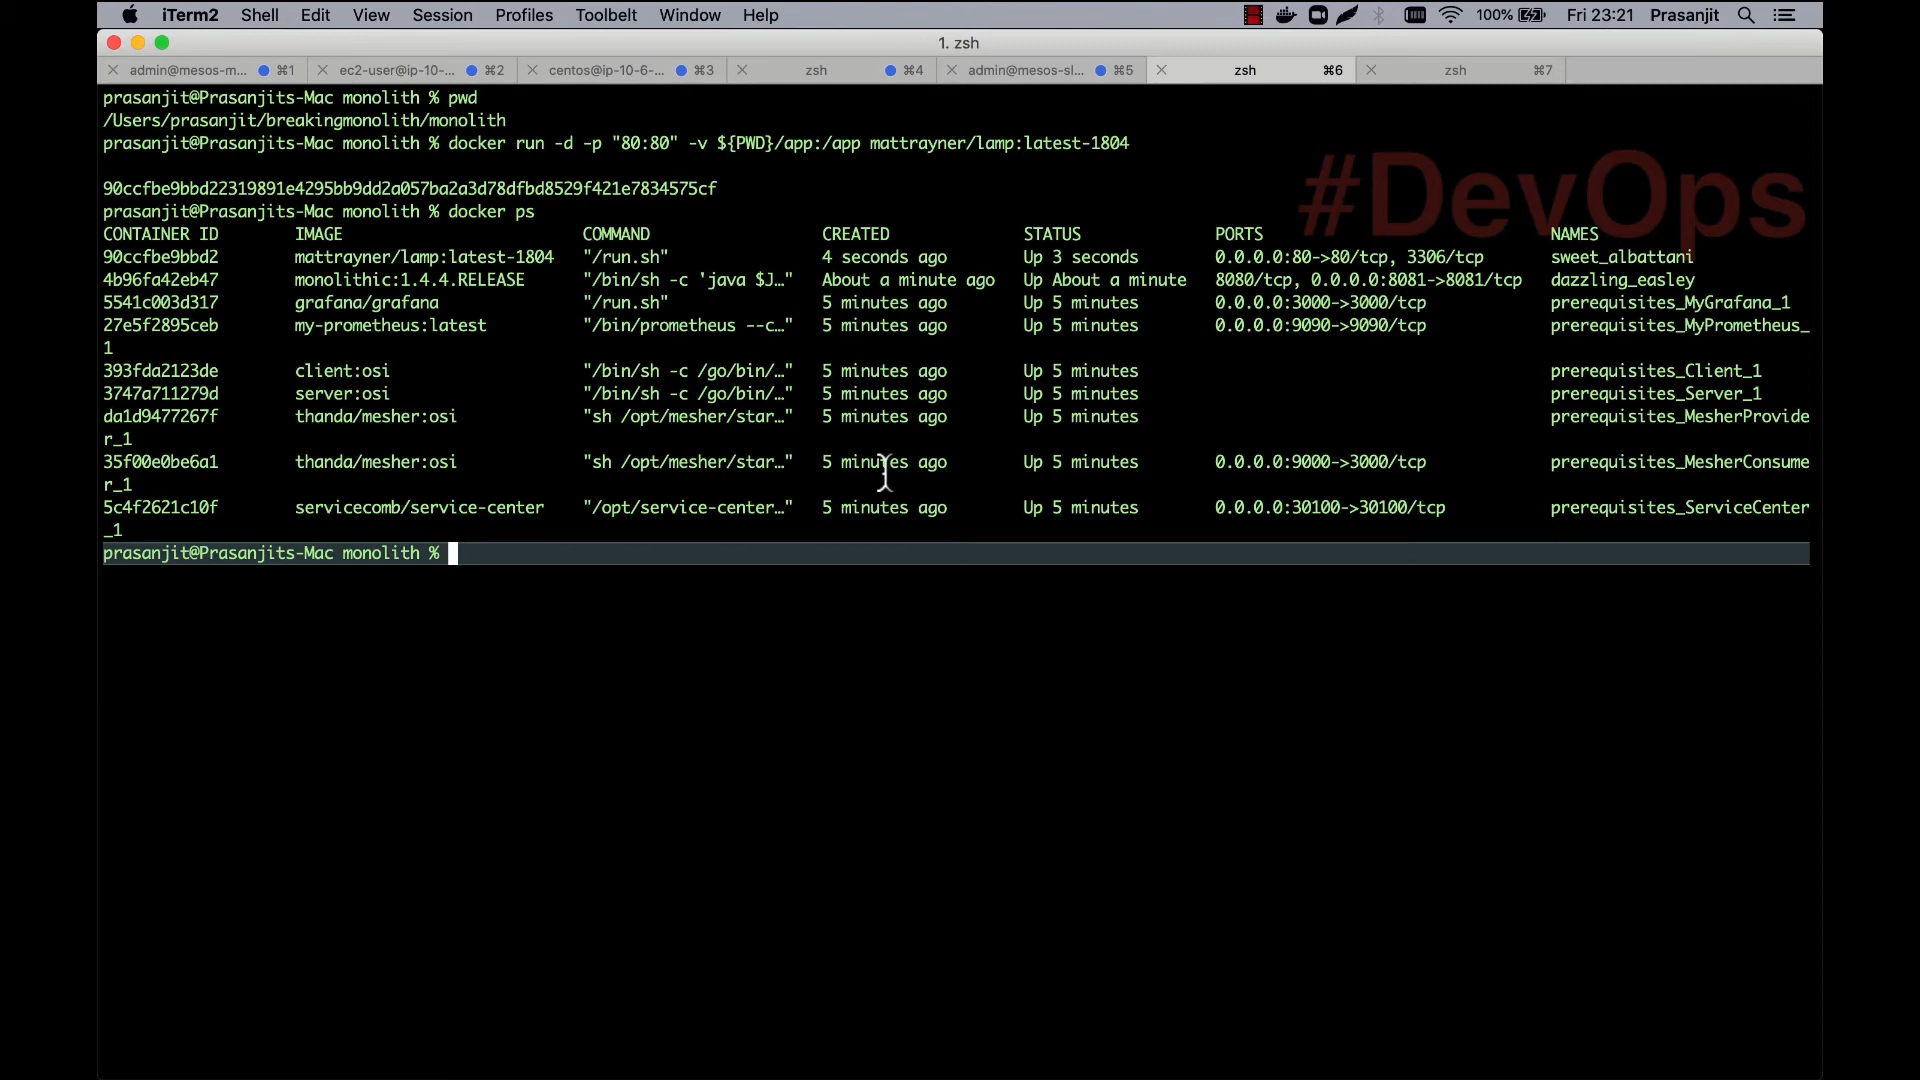 iTerm2 Shell Edit View Session Profiles Toolbelt Window Help 100% Fri 23:21 Prasanjit
1. zsh
admin@mesos-m... ⌘1 ec2-user@ip-10-... ⌘2 centos@ip-10-6-... ⌘3 zsh ⌘4 admin@mesos-sl... ⌘5 zsh ⌘6 zsh ⌘7
prasanjit@Prasanjits-Mac monolith % pwd
/Users/prasanjit/breakingmonolith/monolith
prasanjit@Prasanjits-Mac monolith % docker run -d -p "80:80" -v ${PWD}/app:/app mattrayner/lamp:latest-1804
90ccfbe9bbd22319891e4295bb9dd2a057ba2a3d78dfbd8529f421e7834575cf
#DevOps
prasanjit@Prasanjits-Mac monolith % docker ps
CONTAINER ID IMAGE COMMAND CREATED STATUS PORTS NAMES
90ccfbe9bbd2 mattrayner/lamp:latest-1804 "/run.sh" 4 seconds ago Up 3 seconds 0.0.0.0:80->80/tcp, 3306/tcp sweet_albattani
4b96fa42eb47 monolithic:1.4.4.RELEASE "/bin/sh -c 'java $J…" About a minute ago Up About a minute 8080/tcp, 0.0.0.0:8081->8081/tcp dazzling_easley
5541c003d317 grafana/grafana "/run.sh" 5 minutes ago Up 5 minutes 0.0.0.0:3000->3000/tcp prerequisites_MyGrafana_1
27e5f2895ceb my-prometheus:latest "/bin/prometheus --c…" 5 minutes ago Up 5 minutes 0.0.0.0:9090->9090/tcp prerequisites_MyPrometheus_
1
393fda2123de client:osi "/bin/sh -c /go/bin/…" 5 minutes ago Up 5 minutes prerequisites_Client_1
3747a711279d server:osi "/bin/sh -c /go/bin/…" 5 minutes ago Up 5 minutes prerequisites_Server_1
da1d9477267f thanda/mesher:osi "sh /opt/mesher/star…" 5 minutes ago Up 5 minutes prerequisites_MesherProvide
r_1
35f00e0be6a1 thanda/mesher:osi "sh /opt/mesher/star…" 5 minutes ago Up 5 minutes 0.0.0.0:9000->3000/tcp prerequisites_MesherConsume
r_1
5c4f2621c10f servicecomb/service-center "/opt/service-center…" 5 minutes ago Up 5 minutes 0.0.0.0:30100->30100/tcp prerequisites_ServiceCenter
_1
prasanjit@Prasanjits-Mac monolith %